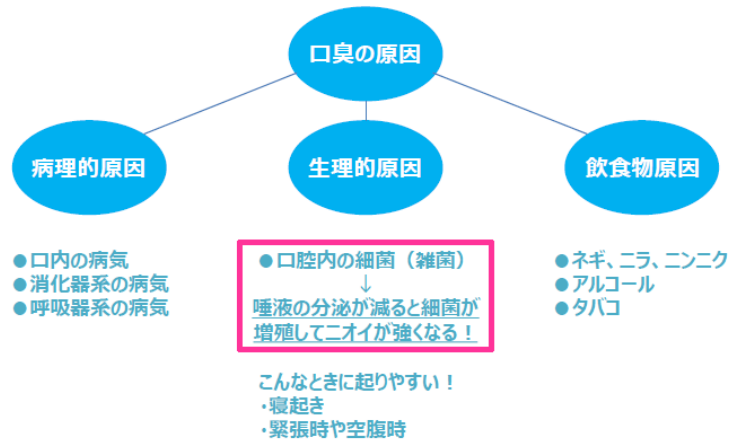 口臭の原因
病理的原因
生理的原因
飲食物原因
●口内の病気
●消化器系の病気
●呼吸器系の病気
●口腔内の細菌（雑菌）
↓
唾液の分泌が減ると細菌が
増殖してニオイが強くなる！
こんなときに起りやすい！
・寝起き
・緊張時や空腹時
●ネギ、ニラ、ニンニク
●アルコール
●タバコ